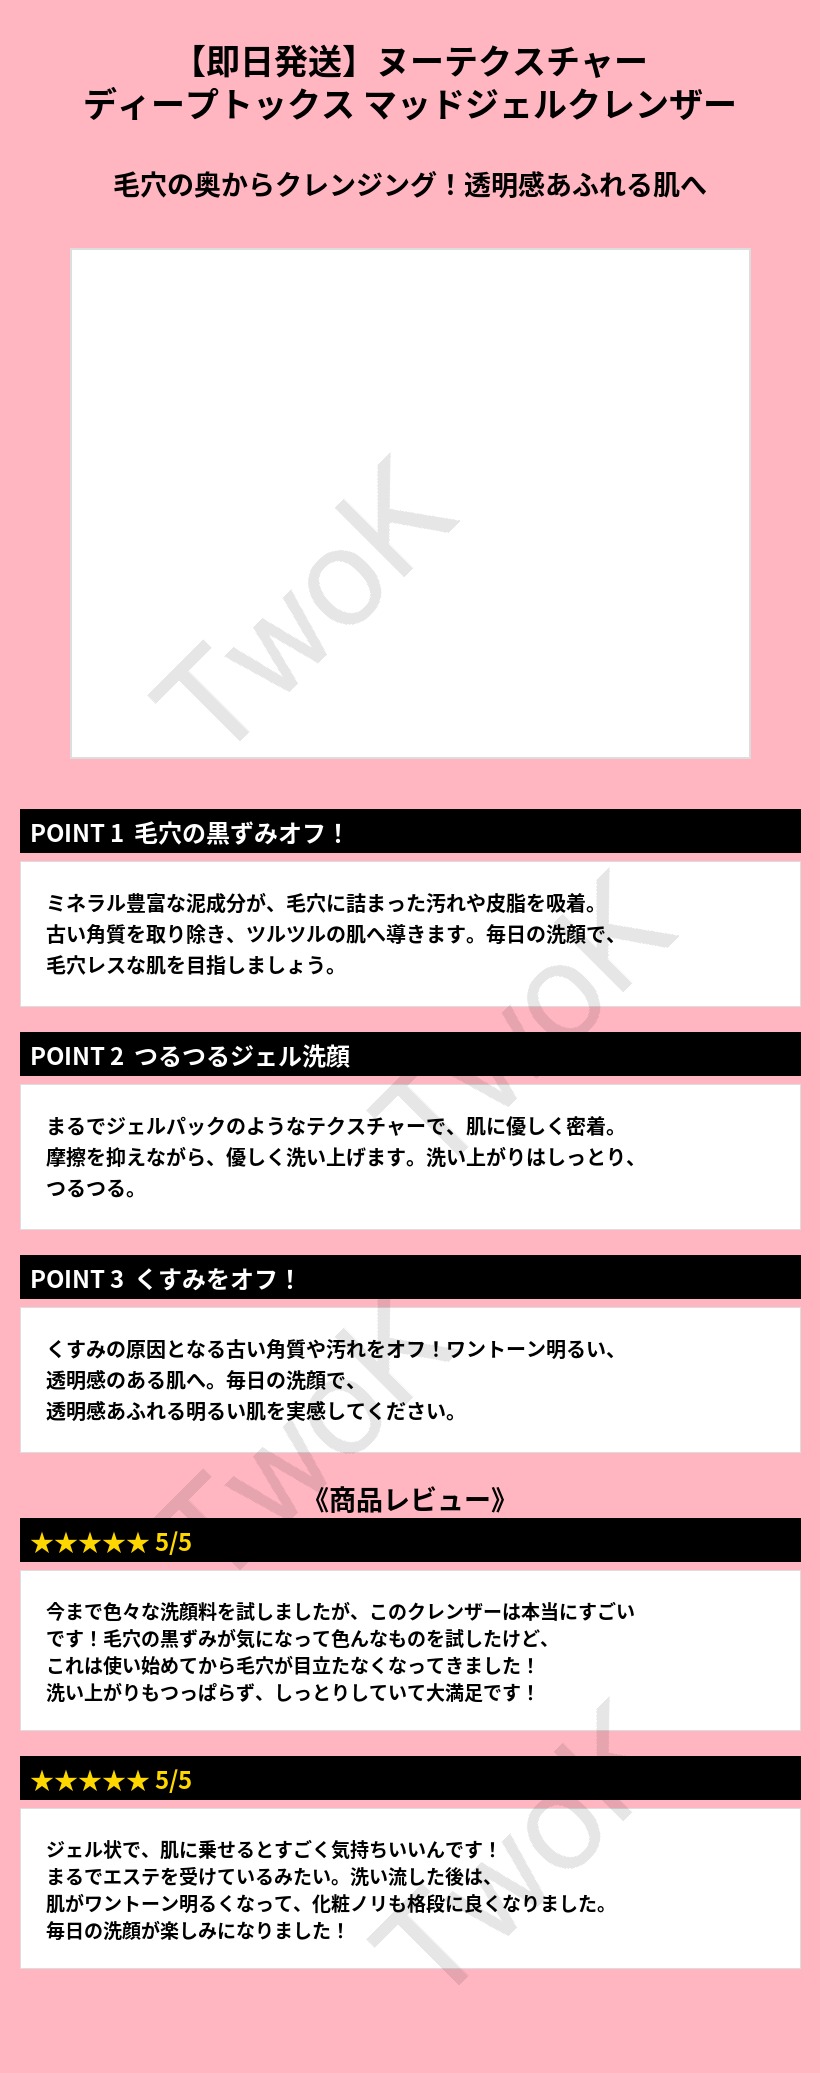 【即日発送】ヌーテクスチャー
ディープトックス マッドジェルクレンザー
毛穴の奥からクレンジング！透明感あふれる肌へ
TwoK
POINT 1 毛穴の黒ずみオフ！
ミネラル豊富な泥成分が、毛穴に詰まった汚れや皮脂を吸着。
古い角質を取り除き、ツルツルの肌へ導きます。毎日の洗顔で、
毛穴レスな肌を目指しましょう。
TwoK
POINT 2 つるつるジェル洗顔
まるでジェルパックのようなテクスチャーで、肌に優しく密着。
摩擦を抑えながら、優しく洗い上げます。洗い上がりはしっとり、
つるつる。
POINT 3 くすみをオフ！
くすみの原因となる古い角質や汚れをオフ！ワントーン明るい、
透明感のある肌へ。毎日の洗顔で、
透明感あふれる明るい肌を実感してください。
TwoK
《商品レビュー》
★★★★★ 5/5
今まで色々な洗顔料を試しましたが、このクレンザーは本当にすごい
です！毛穴の黒ずみが気になって色んなものを試したけど、
これは使い始めてから毛穴が目立たなくなってきました！
洗い上がりもつっぱらず、しっとりしていて大満足です！
★★★★★ 5/5
ジェル状で、肌に乗せるとすごく気持ちいいんです！
まるでエステを受けているみたい。洗い流した後は、
肌がワントーン明るくなって、化粧ノリも格段に良くなりました。
毎日の洗顔が楽しみになりました！
TwoK